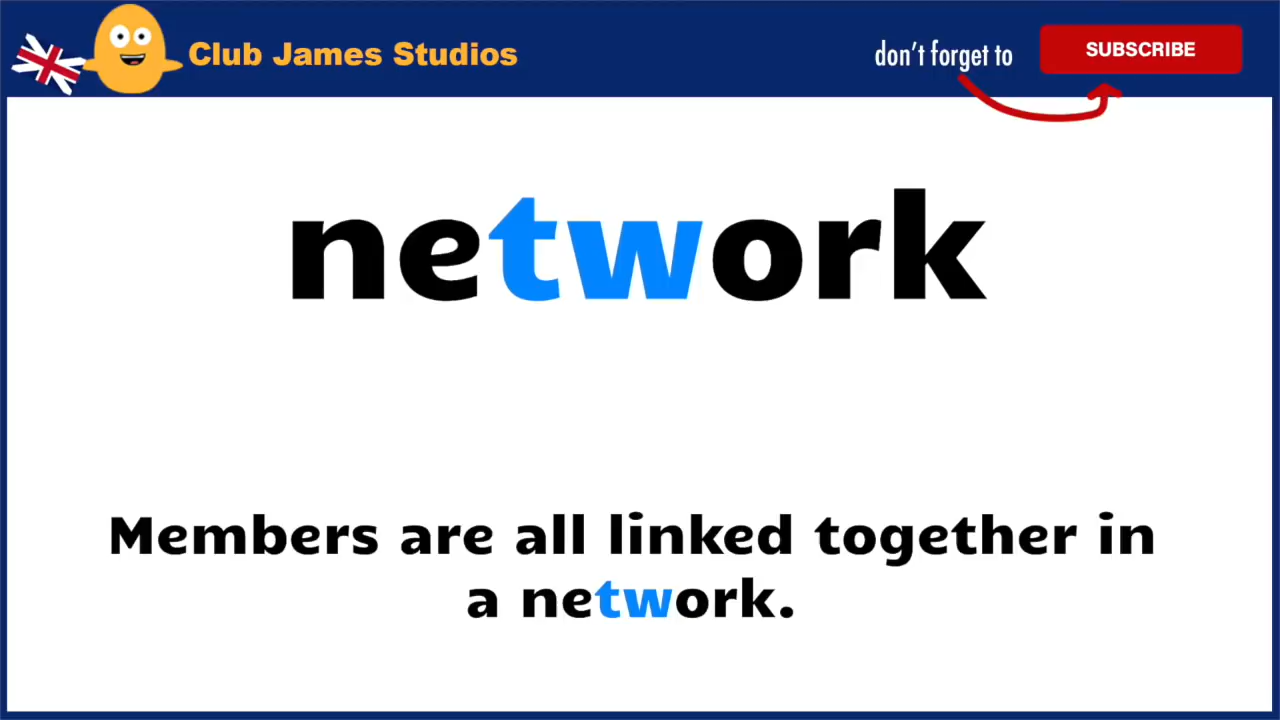 Club James Studios
don't forget to
SUBSCRIBE
network
Members are all linked together in
a network.